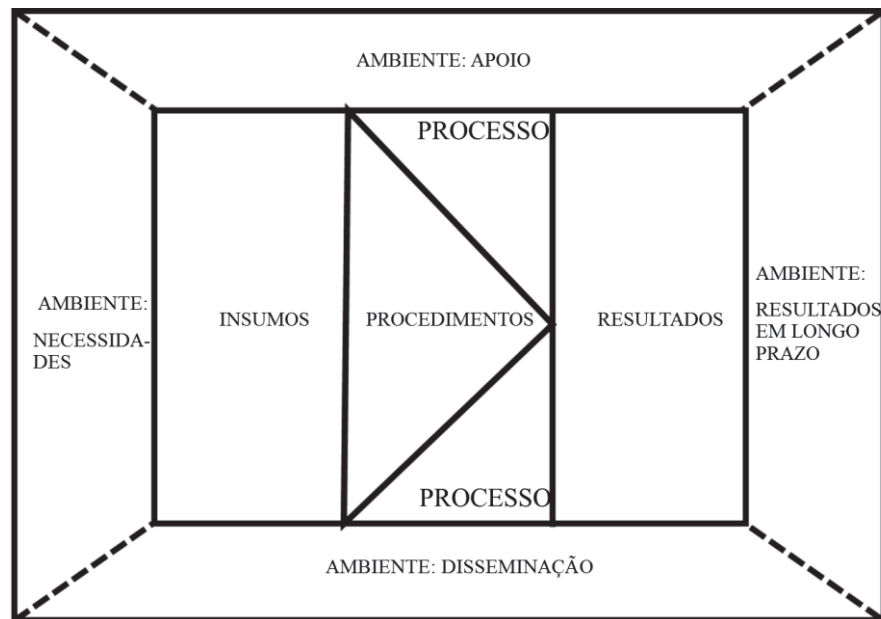 AMBIENTE: APOIO
PROCESSO
AMBIENTE:
NECESSIDA-
DES
INSUMOS
PROCEDIMENTOS
RESULTADOS
AMBIENTE:
RESULTADOS
EM LONGO
PRAZO
PROCESSO
AMBIENTE: DISSEMINAÇÃO